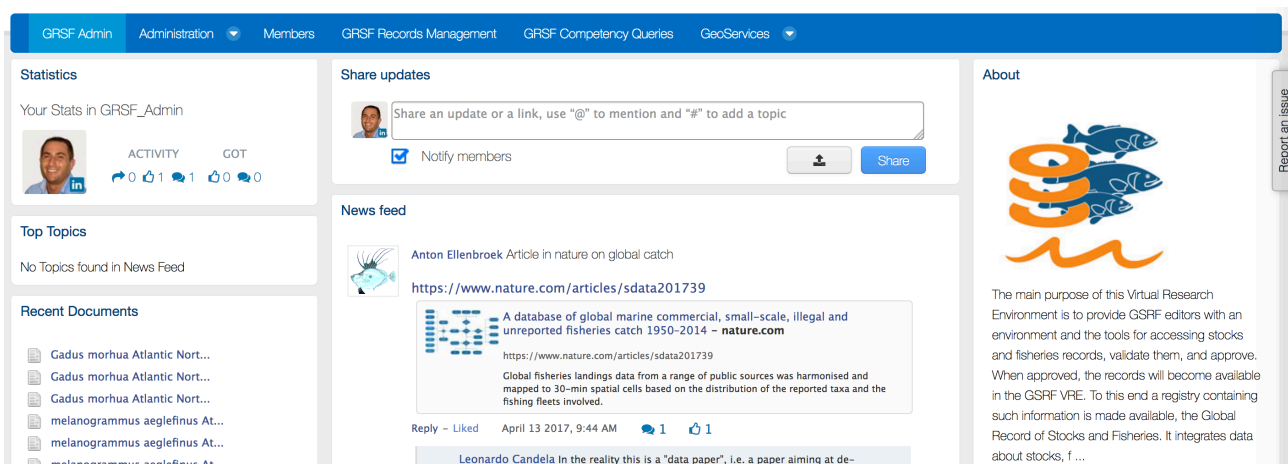 GRSF Admin Administration Members GRSF Records Management GRSF Competency Queries GeoServices
Statistics
Your Stats in GRSF_Admin
ACTIVITY GOT
0 1 1 0 0
in
Top Topics
No Topics found in News Feed
Recent Documents
Gadus morhua Atlantic Nort...
Gadus morhua Atlantic Nort...
Gadus morhua Atlantic Nort...
melanogrammus aeglefinus At...
melanogrammus aeglefinus At...
melanogrammus aeglefinus At...
Share updates
in
Share an update or a link, use "@" to mention and "#" to add a topic
Notify members
Share
News feed
Anton Ellenbroek Article in nature on global catch
https://www.nature.com/articles/sdata201739
A database of global marine commercial, small-scale, illegal and
unreported fisheries catch 1950-2014 - nature.com
https://www.nature.com/articles/sdata201739
Global fisheries landings data from a range of public sources was harmonised and
mapped to 30-min spatial cells based on the distribution of the reported taxa and the
fishing fleets involved.
Reply - Liked April 13 2017, 9:44 AM 1 1
Leonardo Candela In the reality this is a "data paper", i.e. a paper aiming at de-
About
The main purpose of this Virtual Research
Environment is to provide GSRF editors with an
environment and the tools for accessing stocks
and fisheries records, validate them, and approve.
When approved, the records will become available
in the GSRF VRE. To this end a registry containing
such information is made available, the Global
Record of Stocks and Fisheries. It integrates data
about stocks, f ...
Report an issue